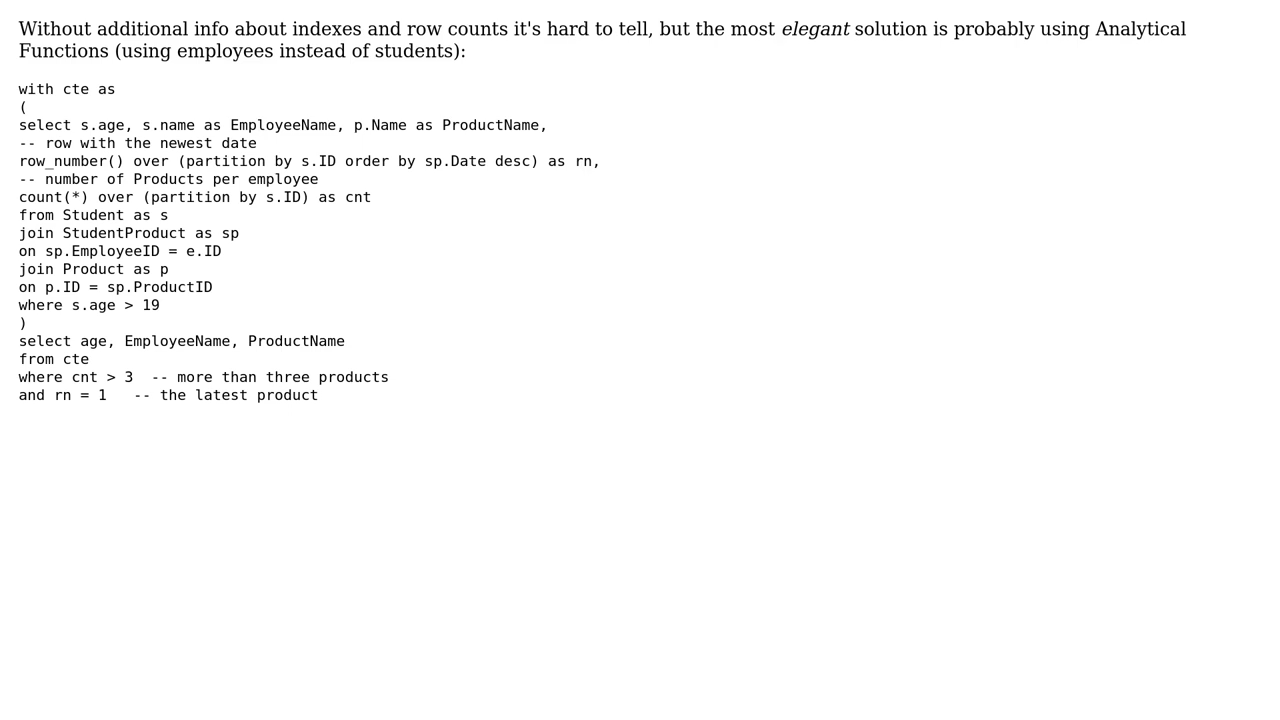 Without additional info about indexes and row counts it's hard to tell, but the most elegant solution is probably using Analytical
Functions (using employees instead of students):
with cte as
(
select s.age, s.name as EmployeeName, p.Name as ProductName,
-- row with the newest date
row_number() over (partition by s.ID order by sp.Date desc) as rn,
-- number of Products per employee
count(*) over (partition by s.ID) as cnt
from Student as s
join StudentProduct as sp
on sp.EmployeeID = e.ID
join Product as p
on p.ID = sp.ProductID
where s.age > 19
)
select age, EmployeeName, ProductName
from cte
where cnt > 3  -- more than three products
and rn = 1   -- the latest product